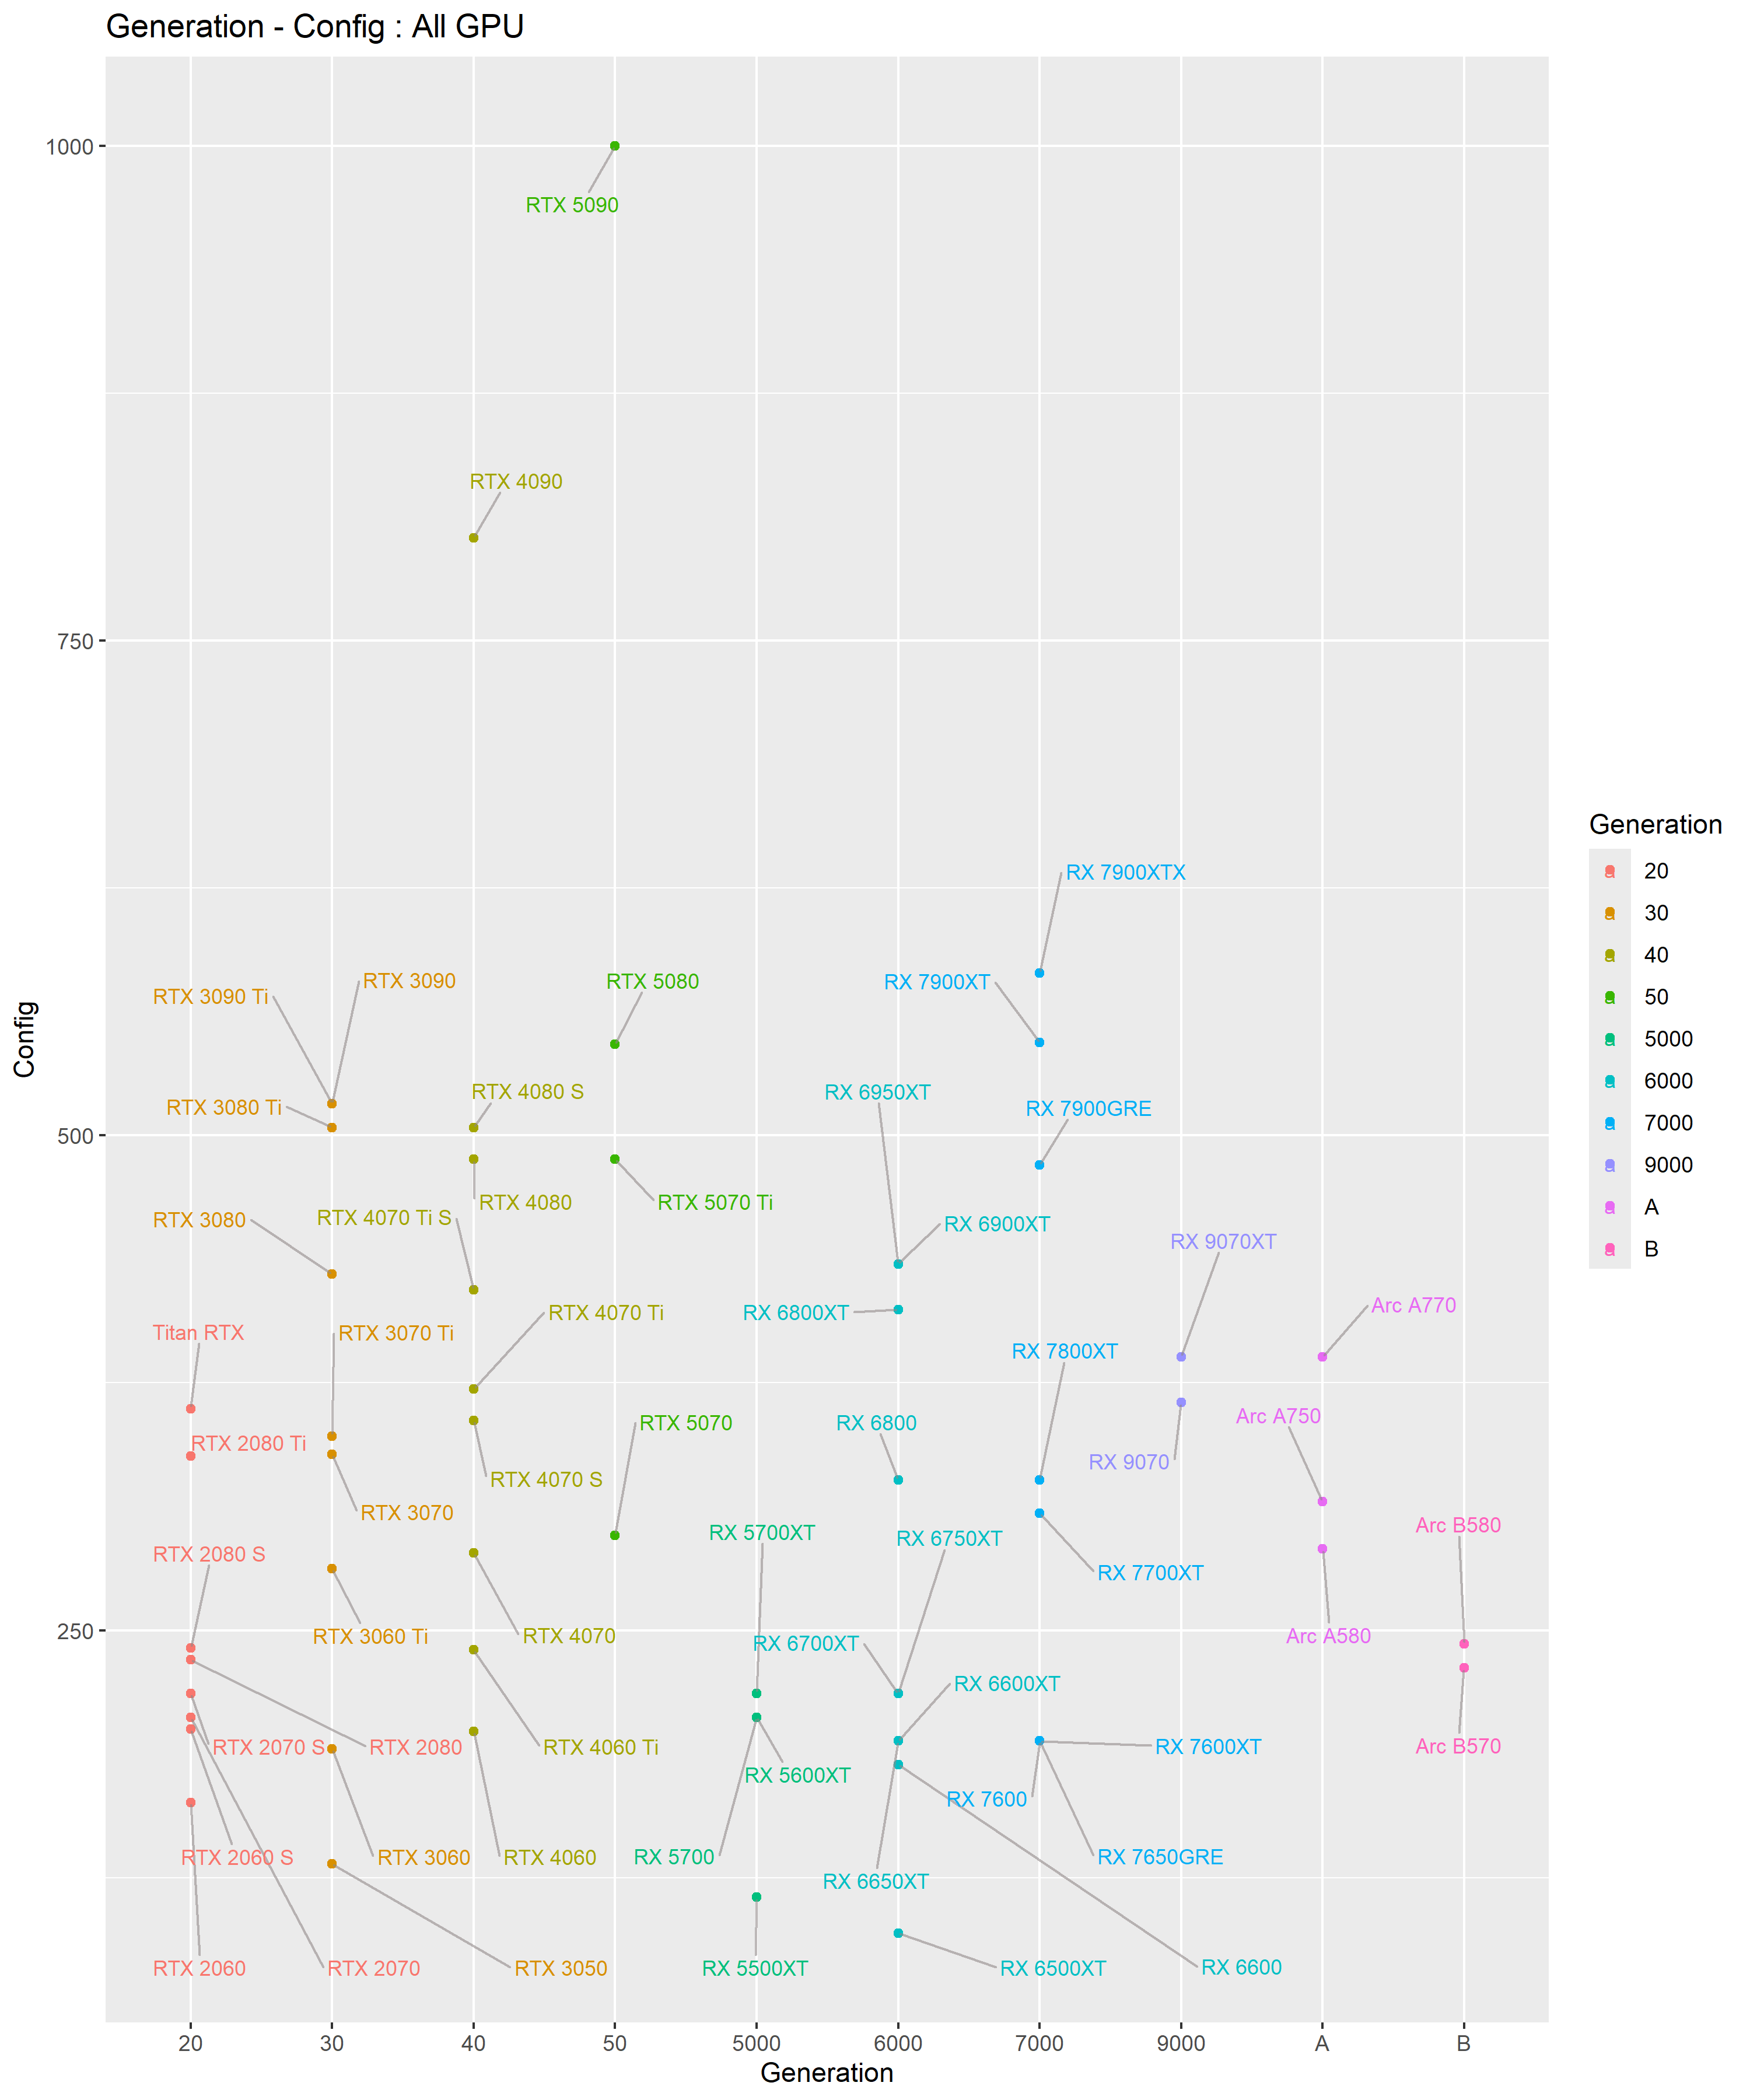 Generation - Config : All GPU
1000
RTX 5090
RTX 4090
750
RX 7900XTX
RTX 3090 Ti
RTX 3090
RTX 5080
RX 7900XT
RTX 3080 Ti
RTX 4080 S
RX 6950XT
RX 7900GRE
500
RTX 3080
RTX 4070 Ti S
RTX 4080
RTX 5070 Ti
RX 6900XT
RX 9070XT
Titan RTX
RTX 3070 Ti
RTX 4070 Ti
RX 6800XT
RX 7800XT
Arc A770
RTX 2080 Ti
RTX 3070
RTX 4070 S
RTX 5070
RX 6800
RX 9070
Arc A750
RTX 2080 S
RX 5700XT
RX 6750XT
RX 7700XT
Arc B580
250
RTX 3060 Ti
RTX 4070
RX 6700XT
RX 6600XT
Arc A580
RTX 2070 S
RTX 2080
RTX 4060 Ti
RX 5600XT
RX 7600XT
Arc B570
RX 7600
RTX 2060 S
RTX 3060
RTX 4060
RX 5700
RX 6650XT
RX 7650GRE
RTX 2060
RTX 2070
RTX 3050
RX 5500XT
RX 6500XT
RX 6600
20
30
40
50
5000
6000
7000
9000
A
B
Generation
Config
Generation
a 20
a 30
a 40
a 50
a 5000
a 6000
a 7000
a 9000
a A
a B